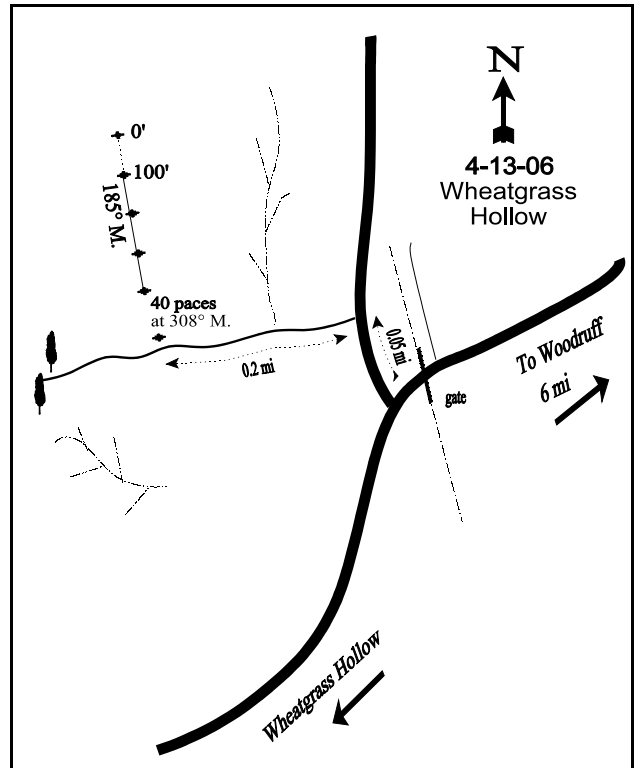 N
4-13-06
Wheatgrass
Hollow
0'
100'
185° M.
40 paces
at 308° M.
0.2 mi
0.05 mi
To Woodruff
6 mi
gate
Wheatgrass Hollow